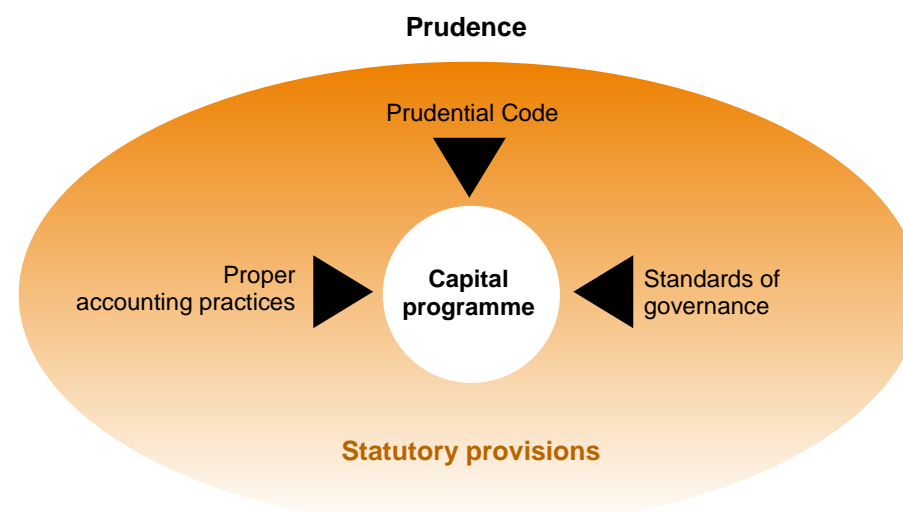 Prudence
Prudential Code
Proper
accounting practices
Capital
programme
Standards of
governance
Statutory provisions